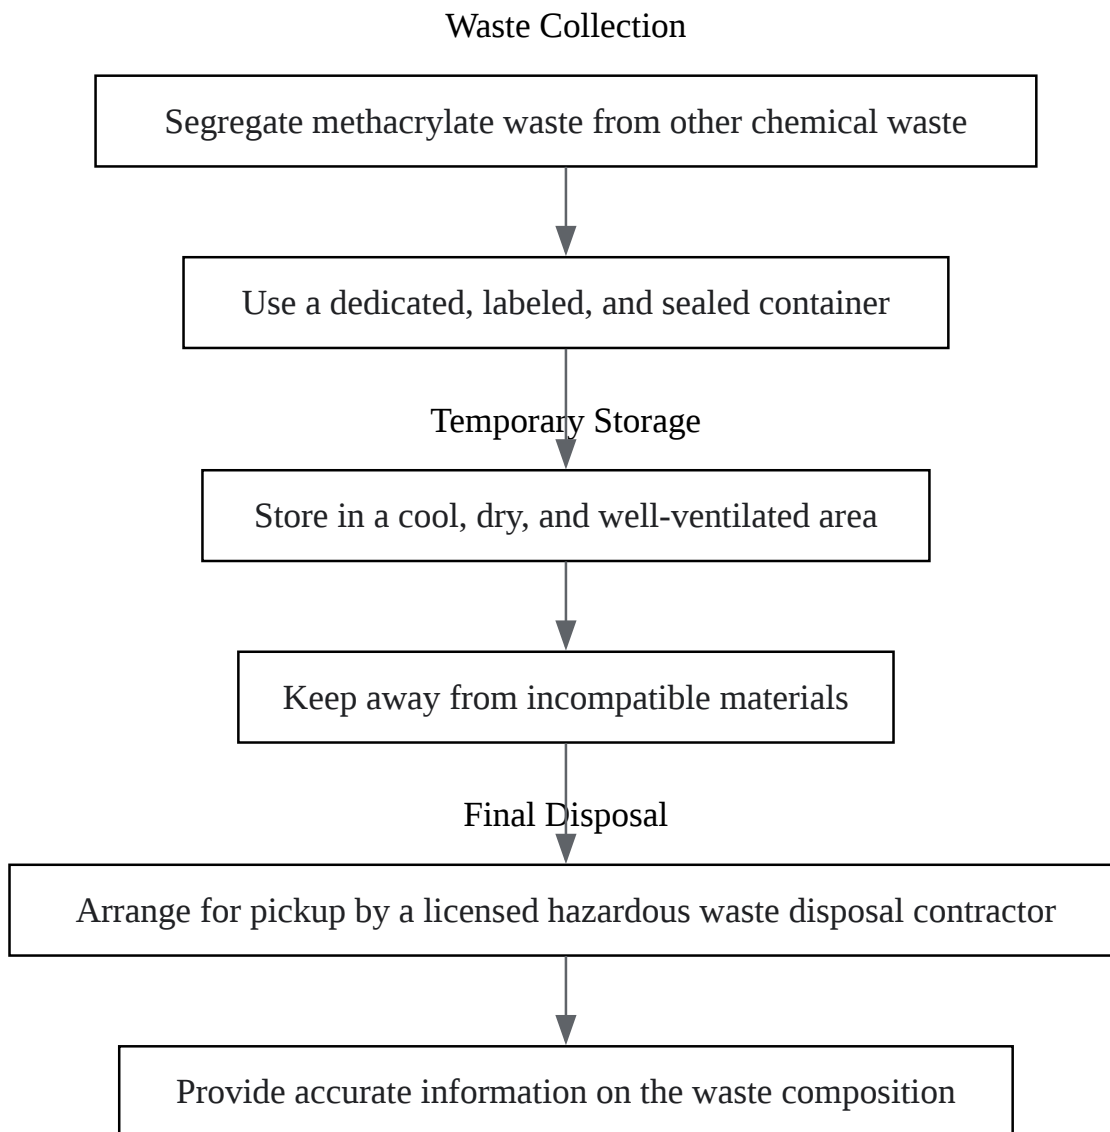 Waste Collection
Segregate methacrylate waste from other chemical waste
Use a dedicated, labeled, and sealed container
Temporary Storage
Store in a cool, dry, and well-ventilated area
Keep away from incompatible materials
Final Disposal
Arrange for pickup by a licensed hazardous waste disposal contractor
Provide accurate information on the waste composition